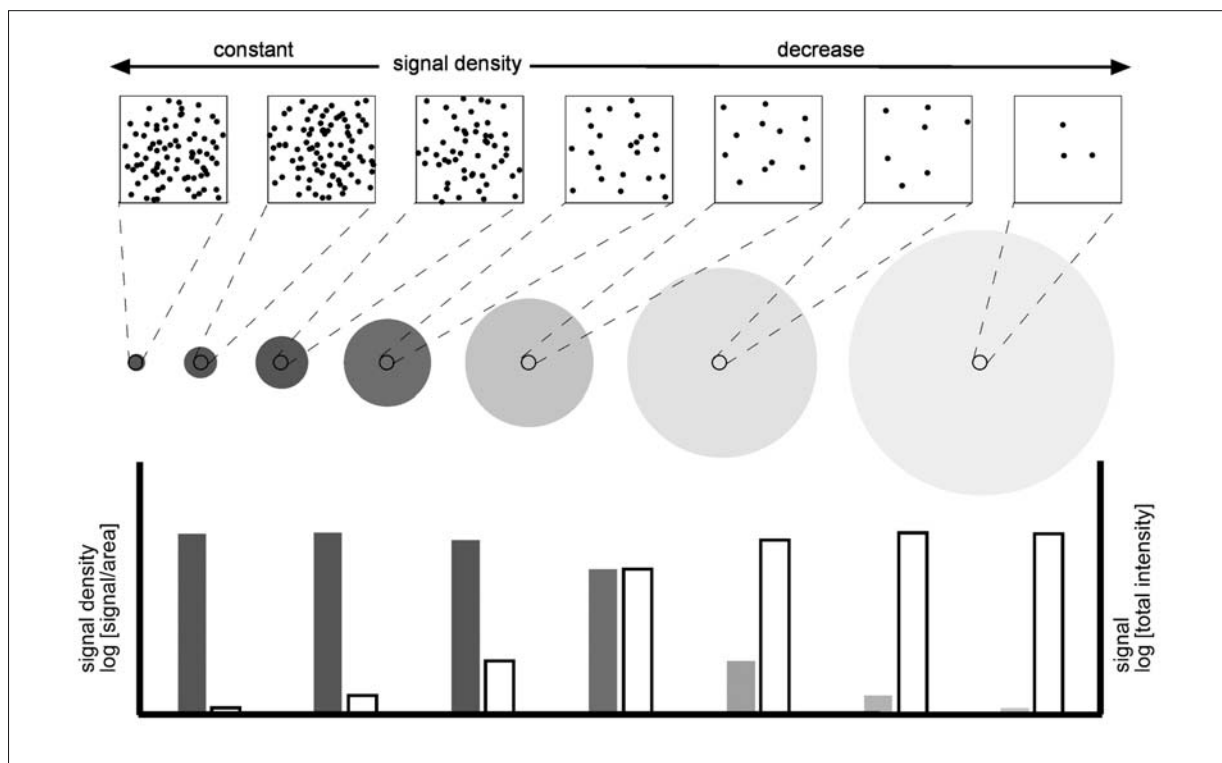 constant
decrease
signal density
signal density
log [signal/area]
signal
log [total intensity]